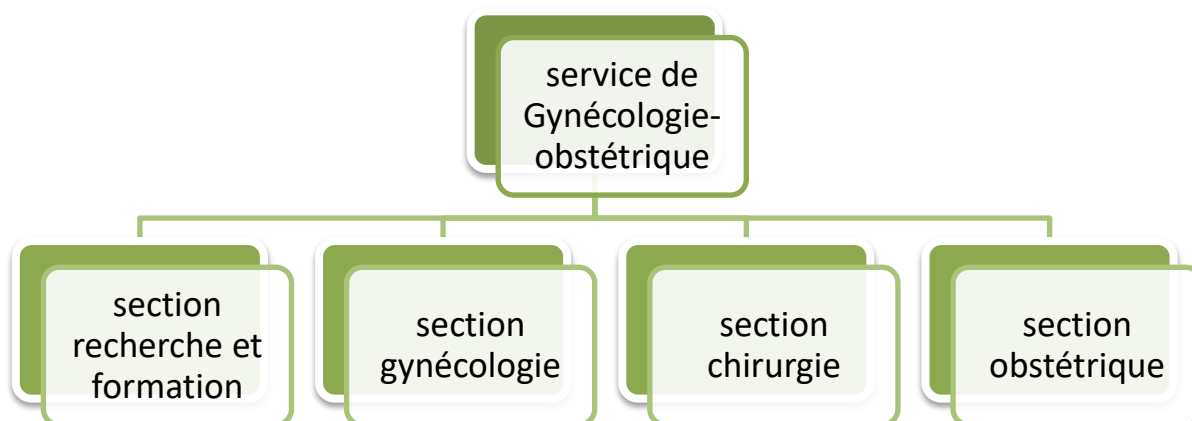 service de
Gynécologie-
obstétrique
section
recherche et
formation
section
gynécologie
section
chirurgie
section
obstétrique